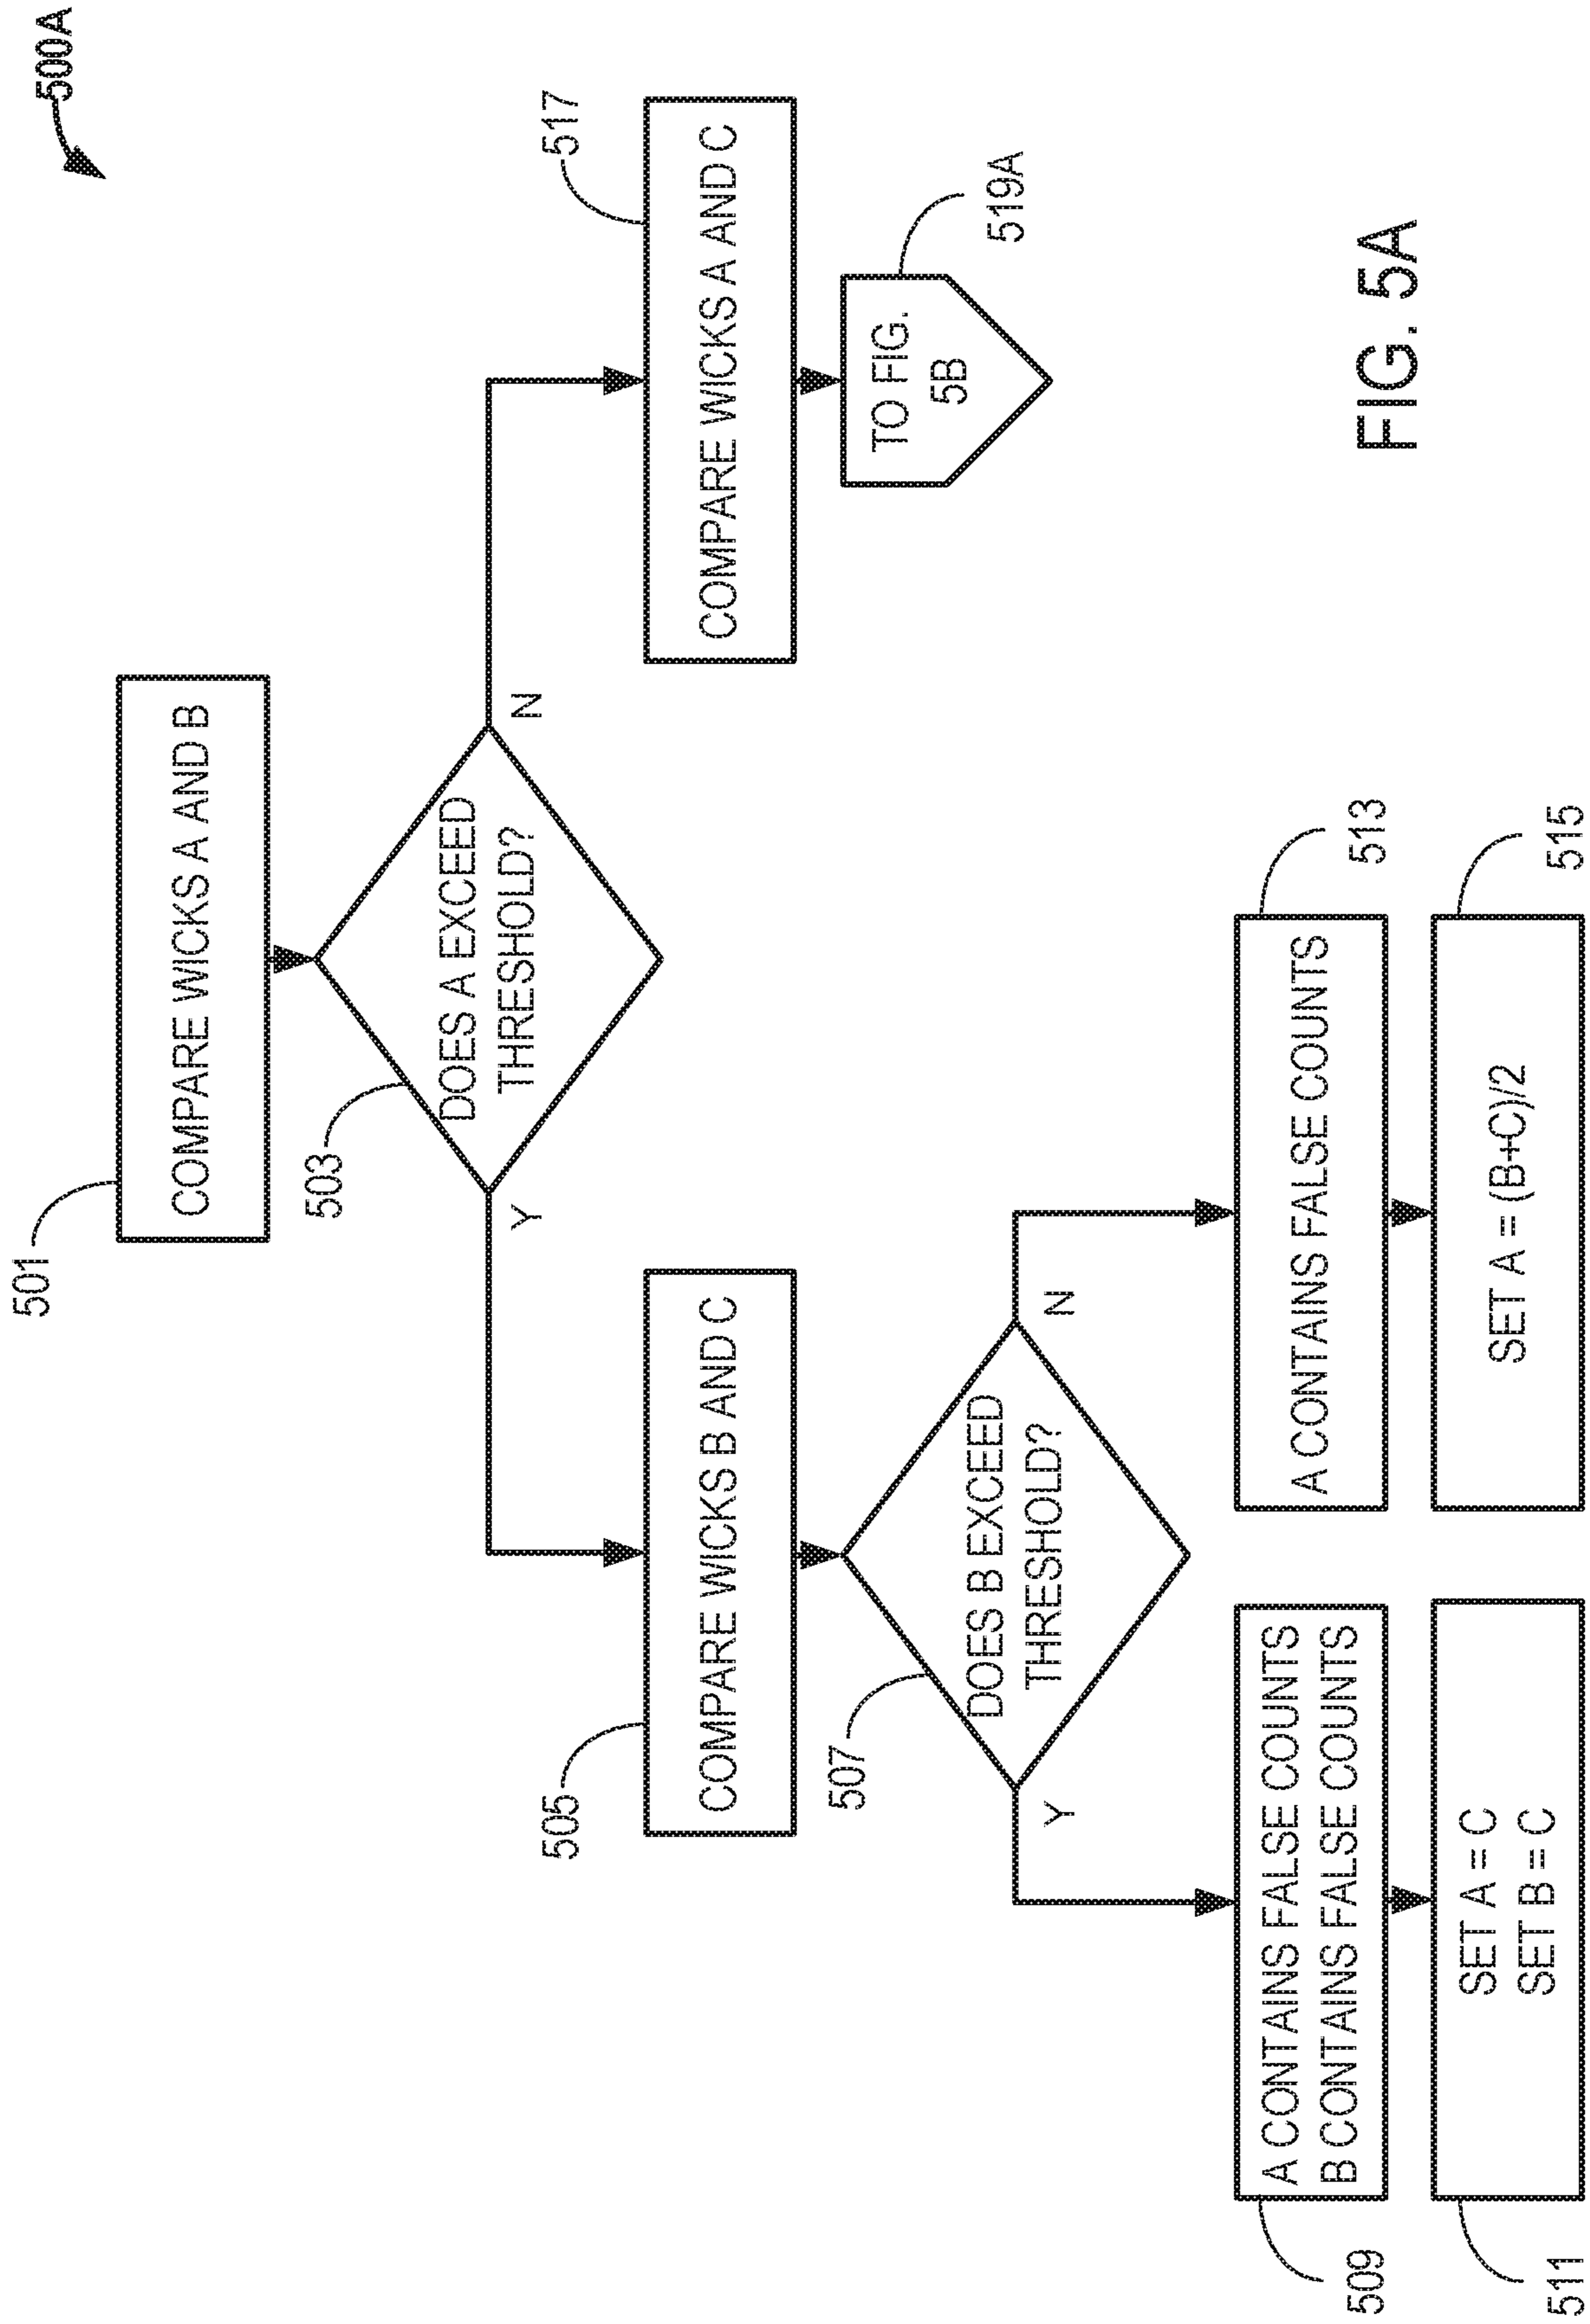 500A
501
COMPARE WICKS A AND B
503
DOES A EXCEED
THRESHOLD?
Y
N
505
COMPARE WICKS B AND C
517
COMPARE WICKS A AND C
507
DOES B EXCEED
THRESHOLD?
Y
N
TO FIG.
5B
519A
509
A CONTAINS FALSE COUNTS
B CONTAINS FALSE COUNTS
A CONTAINS FALSE COUNTS
513
511
SET A = C
SET B = C
SET A = (B+C)/2
515
FIG. 5A